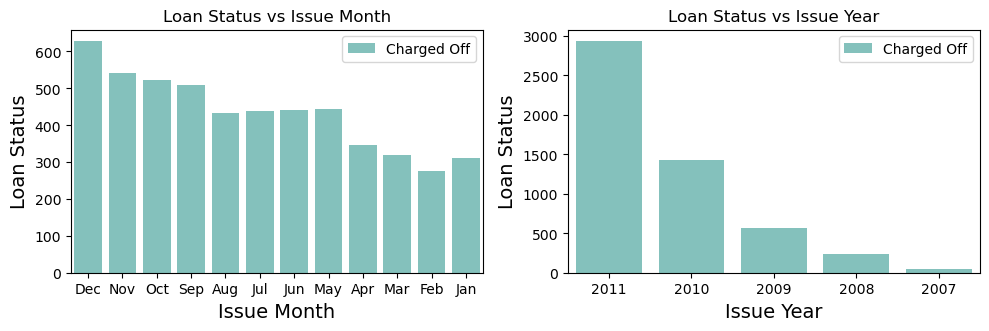 Loan Status vs Issue Month
Charged Off
600
500
400
300
200
100
0
Loan Status
Dec Nov Oct Sep Aug Jul Jun May Apr Mar Feb Jan
Issue Month
Loan Status vs Issue Year
Charged Off
3000
2500
2000
1500
1000
500
0
Loan Status
2011 2010 2009 2008 2007
Issue Year